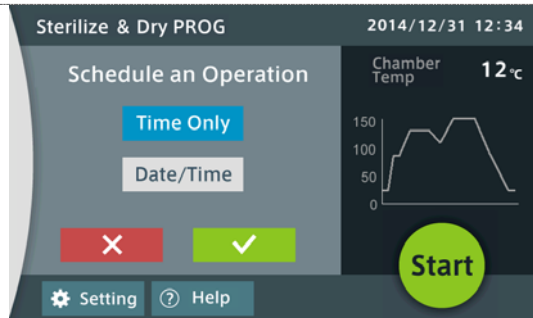 Sterilize & Dry PROG
2014/12/31 12:34
Schedule an Operation
Time Only
Date/Time
Chamber
Temp
12℃
150
100
50
0
Start
Setting
? Help